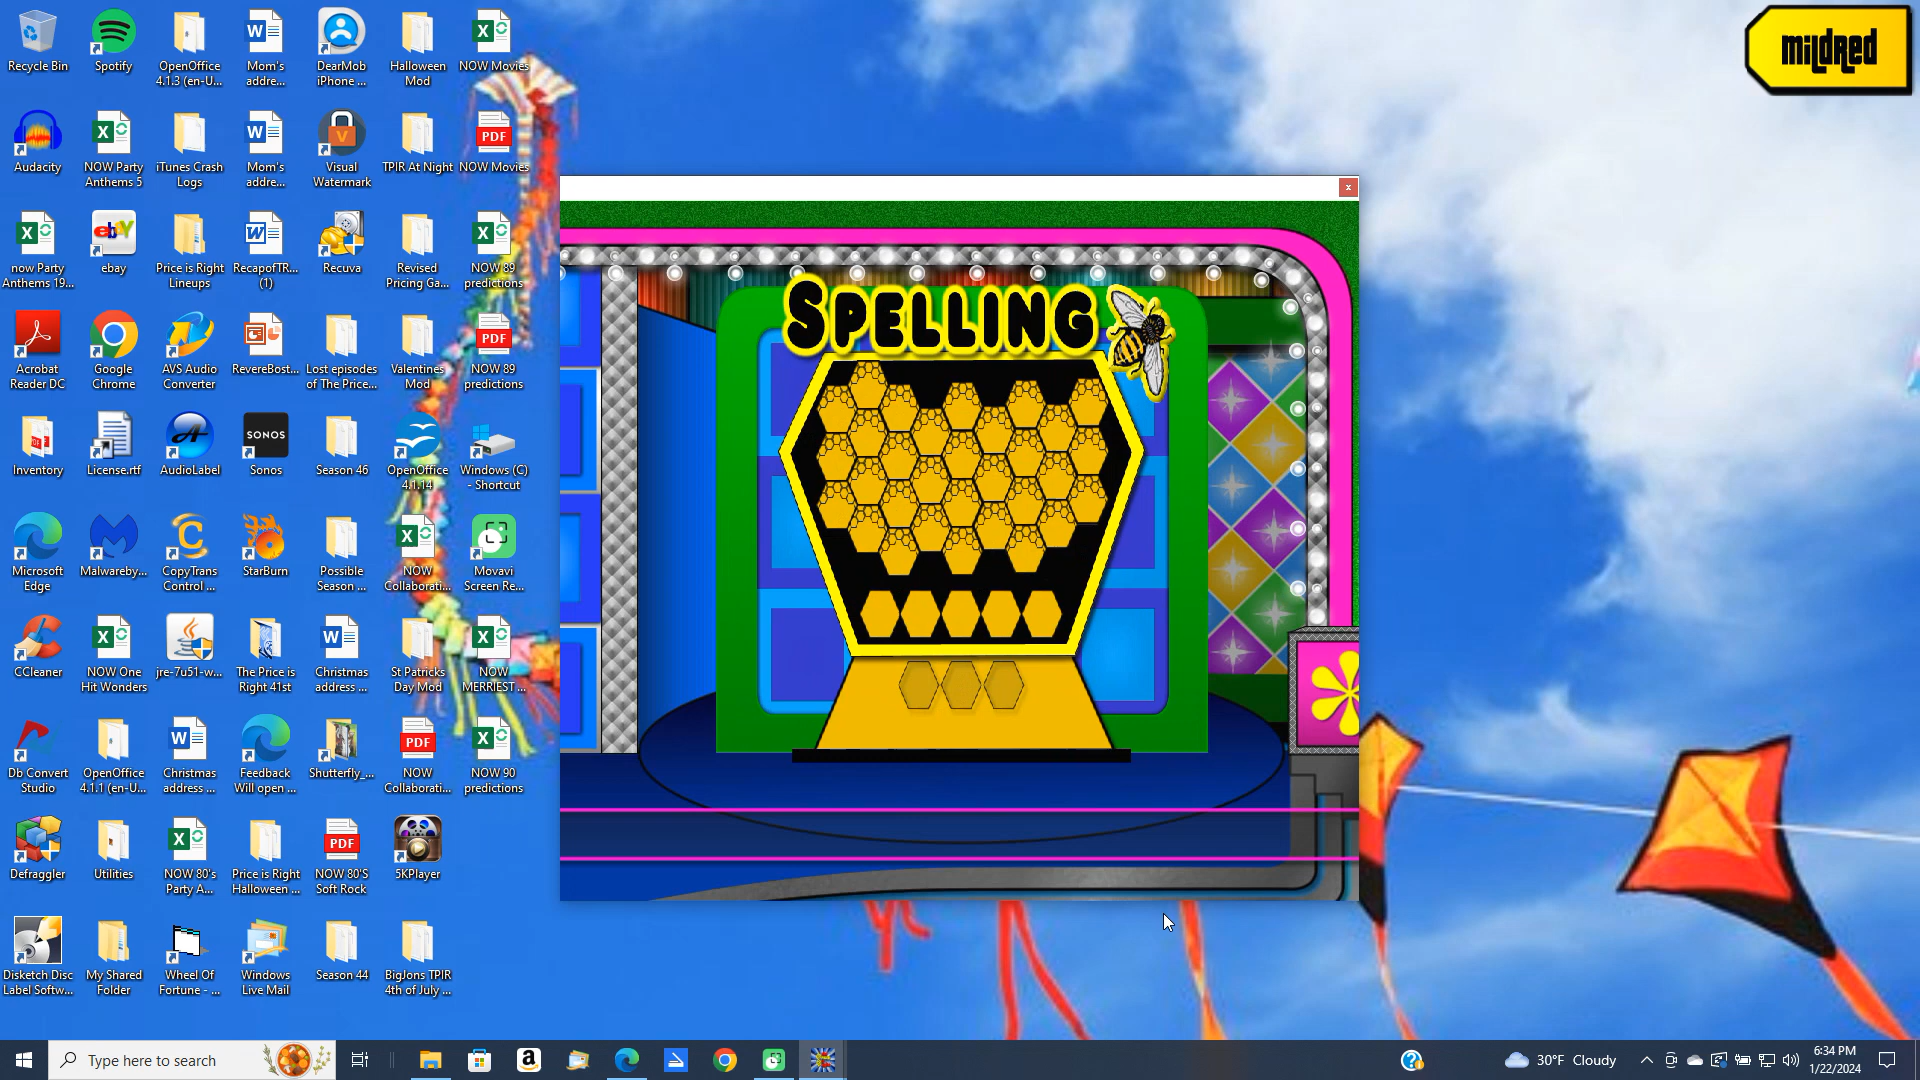 Recycle Bin
Spotify
OpenOffice
4.1.3 (en-U...
Mom's
addre...
DearMob
iPhone ...
Halloween
Mod
NOW Movies
Audacity
NOW Party
Anthems 5
iTunes Crash
Logs
Mom's
addre...
Visual
Watermark
TPIR At Night
NOW Movies
now Party
Anthems 19...
ebay
Price is Right
Lineups
RecapofTR...
(1)
Recuva
Revised
Pricing Ga...
NOW 89
predictions
Acrobat
Reader DC
Google
Chrome
AVS Audio
Converter
RevereBost...
Lost episodes
of The Price...
Valentines
Mod
NOW 89
predictions
Inventory
License.rtf
AudioLabel
SONOS
Sonos
Season 46
OpenOffice
4.1.14
Windows (C)
- Shortcut
Microsoft
Edge
Malwareby...
CopyTrans
Control ...
StarBurn
Possible
Season ...
NOW
Collaborati...
Movavi
Screen Re...
CCleaner
NOW One
Hit Wonders
jre-7u51-w...
The Price is
Right 41st
Christmas
address ...
St Patricks
Day Mod
NOW
MERRIEST ...
Db Convert
Studio
OpenOffice
4.1.1 (en-U...
Christmas
address ...
Feedback
Will open ...
Shutterfly_...
NOW
Collaborati...
NOW 90
predictions
Defraggler
Utilities
NOW 80's
Party A...
Price is Right
Halloween ...
NOW 80'S
Soft Rock
5KPlayer
Disketch Disc
Label Softw...
My Shared
Folder
Wheel Of
Fortune - ...
Windows
Live Mail
Season 44
BigJons TPIR
4th of July ...
SPELLING
mildred
Type here to search
30°F Cloudy
6:34 PM
1/22/2024